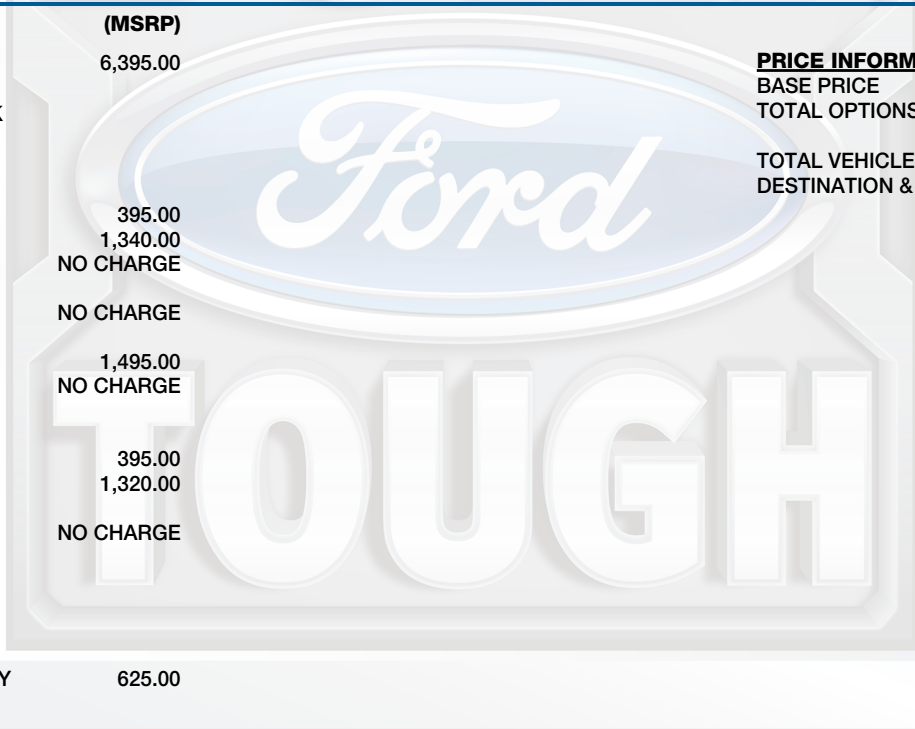 (MSRP)
6,395.00
K
395.00
1,340.00
NO CHARGE
NO CHARGE
1,495.00
NO CHARGE
395.00
1,320.00
NO CHARGE
Y 625.00
PRICE INFORM
BASE PRICE
TOTAL OPTIONS
TOTAL VEHICLE
DESTINATION &
Ford
TOUGH